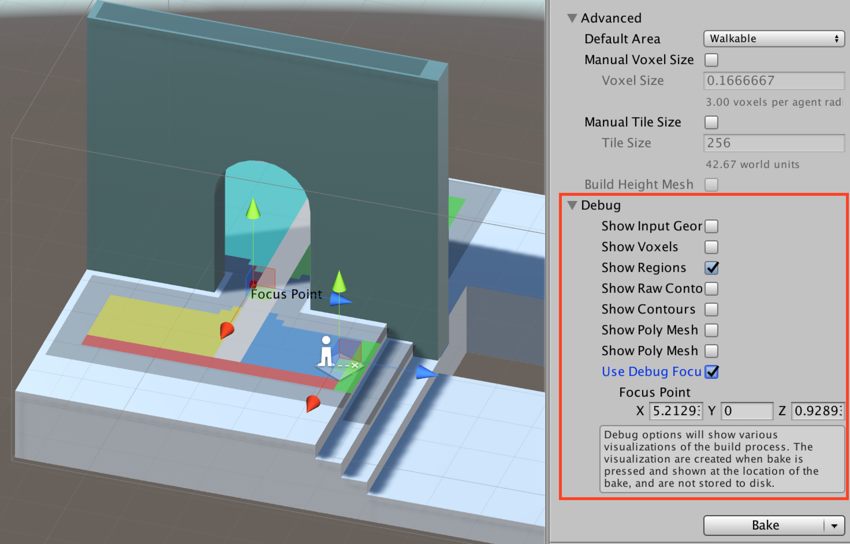 Advanced
Default Area Walkable
Manual Voxel Size
Voxel Size 0.1666667
3.00 voxels per agent rad
Manual Tile Size
Tile Size 256
42.67 world units
Build Height Mesh
Debug
Show Input Geor
Show Voxels
Show Regions
Show Raw Conto
Show Contours
Show Poly Mesh
Show Poly Mesh
Use Debug Focu
Focus Point
X 5.2129 Y 0 Z 0.9289
Debug options will show various
visualizations of the build process. The
visualization are created when bake is
pressed and shown at the location of the
bake, and are not stored to disk.
Bake
Focus Point